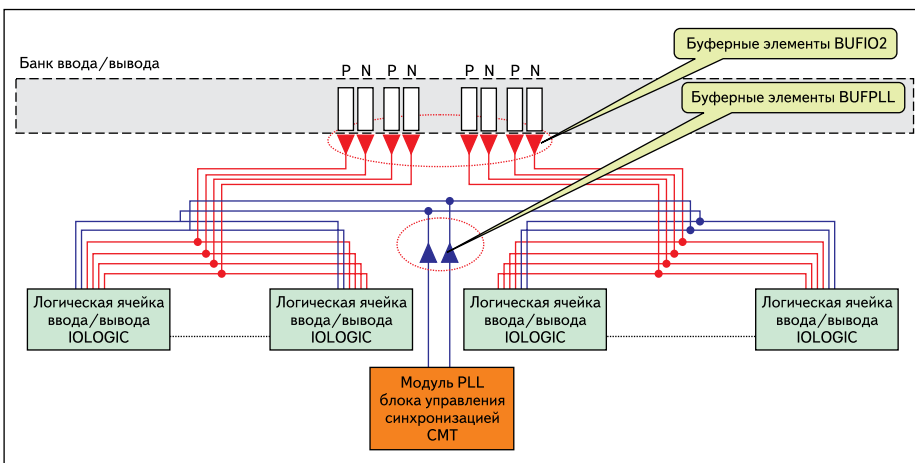 Буферные элементы BUFIO2
Банк ввода/вывода
P N P N P N P N
Буферные элементы BUFPLL
Логическая ячейка
ввода/вывода
IOLOGIC
Логическая ячейка
ввода/вывода
IOLOGIC
Логическая ячейка
ввода/вывода
IOLOGIC
Логическая ячейка
ввода/вывода
IOLOGIC
Модуль PLL
блока управления
синхронизацией
CMT